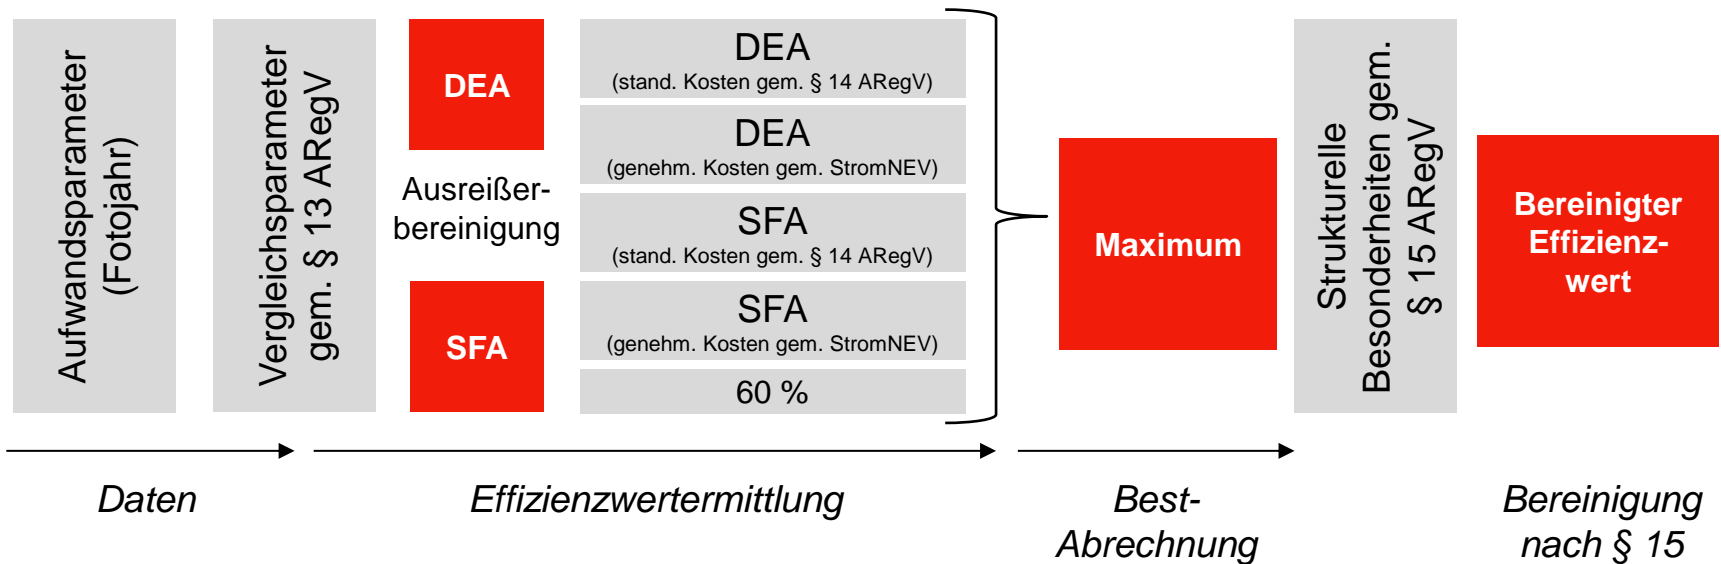 Aufwandsparameter
(Fotojahr)
Vergleichsparameter
gem. § 13 ARegV
DEA
Ausreißer-
bereinigung
SFA
DEA
(stand. Kosten gem. § 14 ARegV)
DEA
(genehm. Kosten gem. StromNEV)
SFA
(stand. Kosten gem. § 14 ARegV)
SFA
(genehm. Kosten gem. StromNEV)
60 %
Maximum
Strukturelle
Besonderheiten gem.
§ 15 ARegV
Bereinigter
Effizienz-
wert
Daten
Effizienzwertermittlung
Best-
Abrechnung
Bereinigung
nach § 15